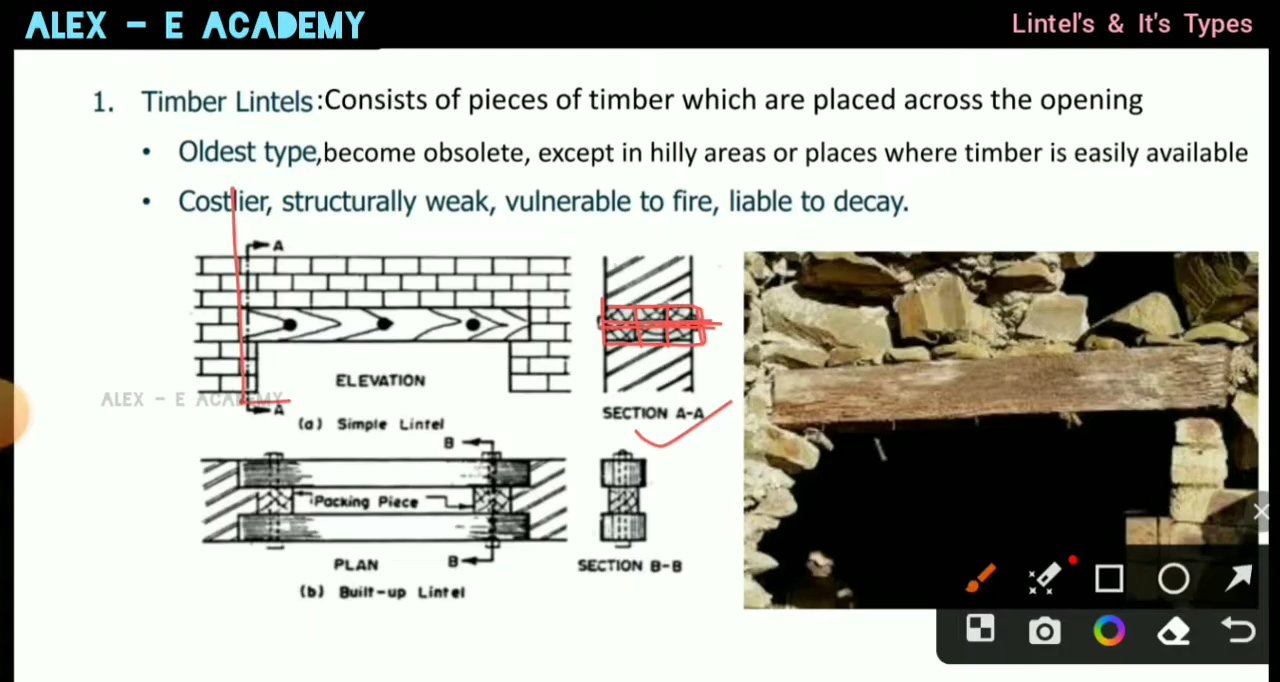 ALEX - E ACADEMY
Lintel's & It's Types
1. Timber Lintels:Consists of pieces of timber which are placed across the opening
• Oldest type,become obsolete, except in hilly areas or places where timber is easily available
• Costlier, structurally weak, vulnerable to fire, liable to decay.
A
ELEVATION
ALEX - E ACADEMY
A
(a) Simple Lintel
SECTION A-A
B
Packing Piece
PLAN
B
SECTION B-B
(b) Built-up Lintel